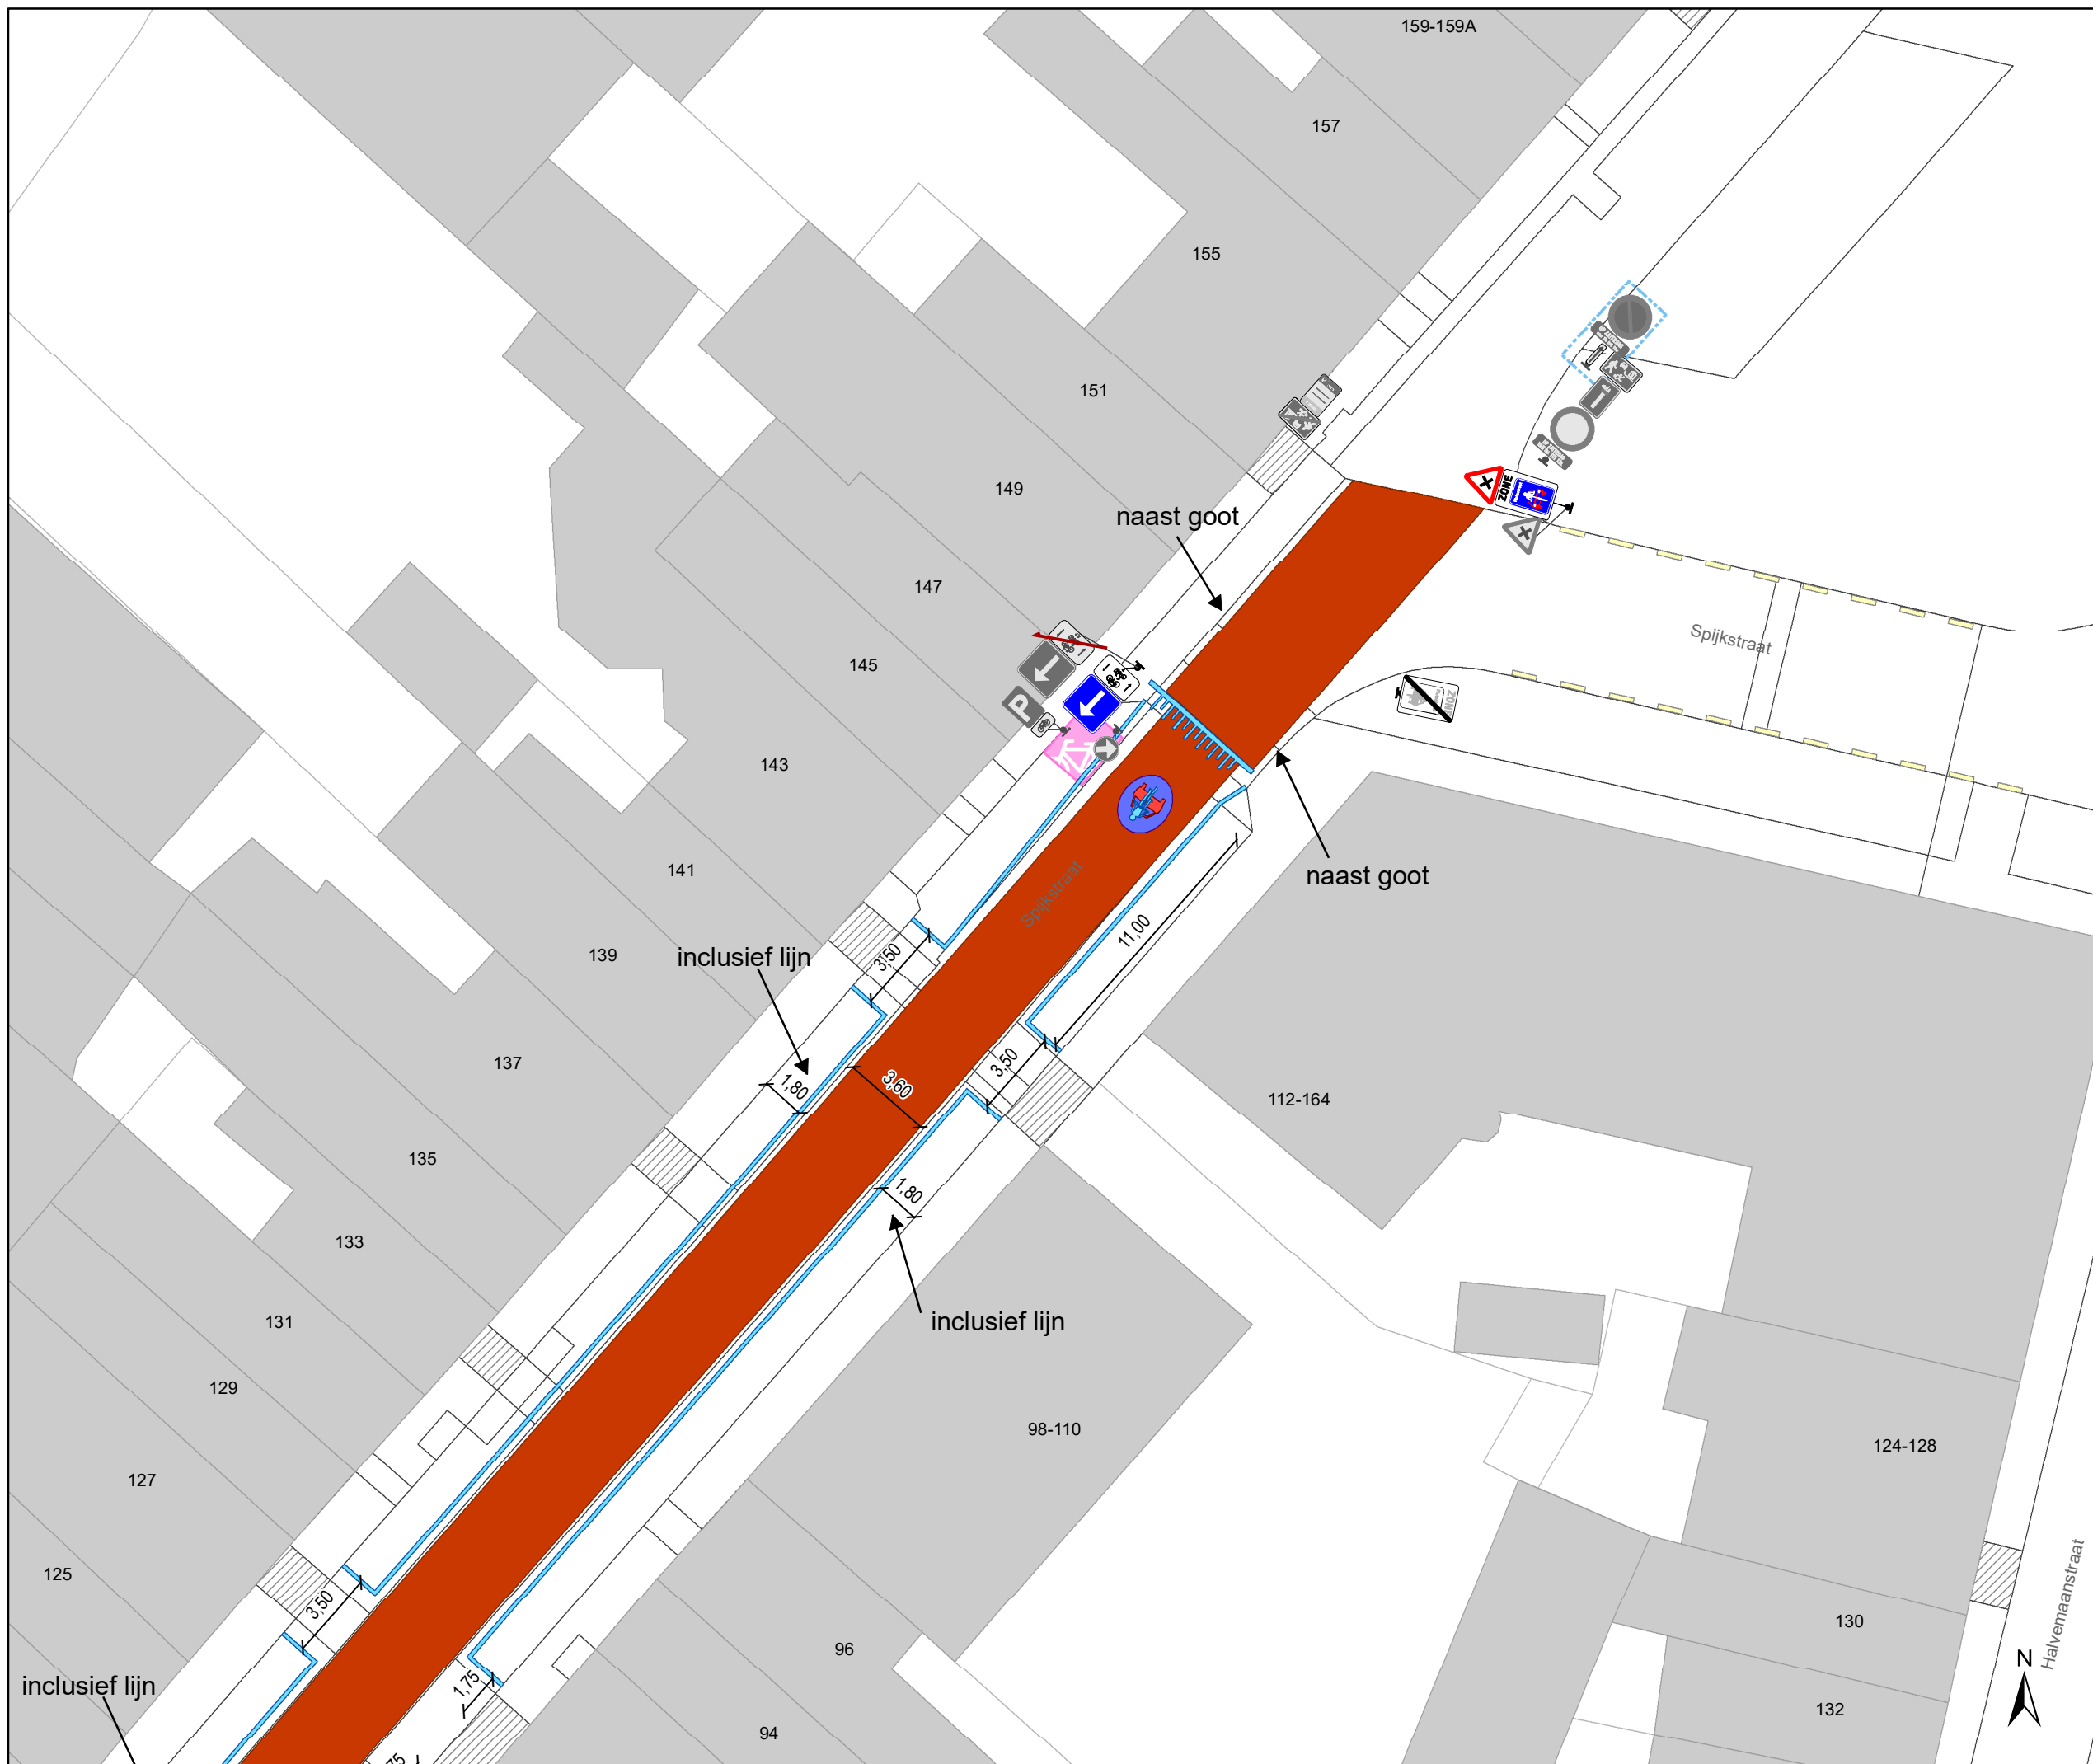 159-159A
157
155
151
149
naast goot
ZONE
147
Spijkstraat
145
P
ZONE
143
naast goot
141
Spijkstraat
11,00
139
inclusief lijn
3,50
3,50
137
1,80
3,60
112-164
135
1,80
133
inclusief lijn
131
129
98-110
124-128
127
125
3,50
130
96
Halvemaanstraat
N
inclusief lijn
1,75
132
94
75